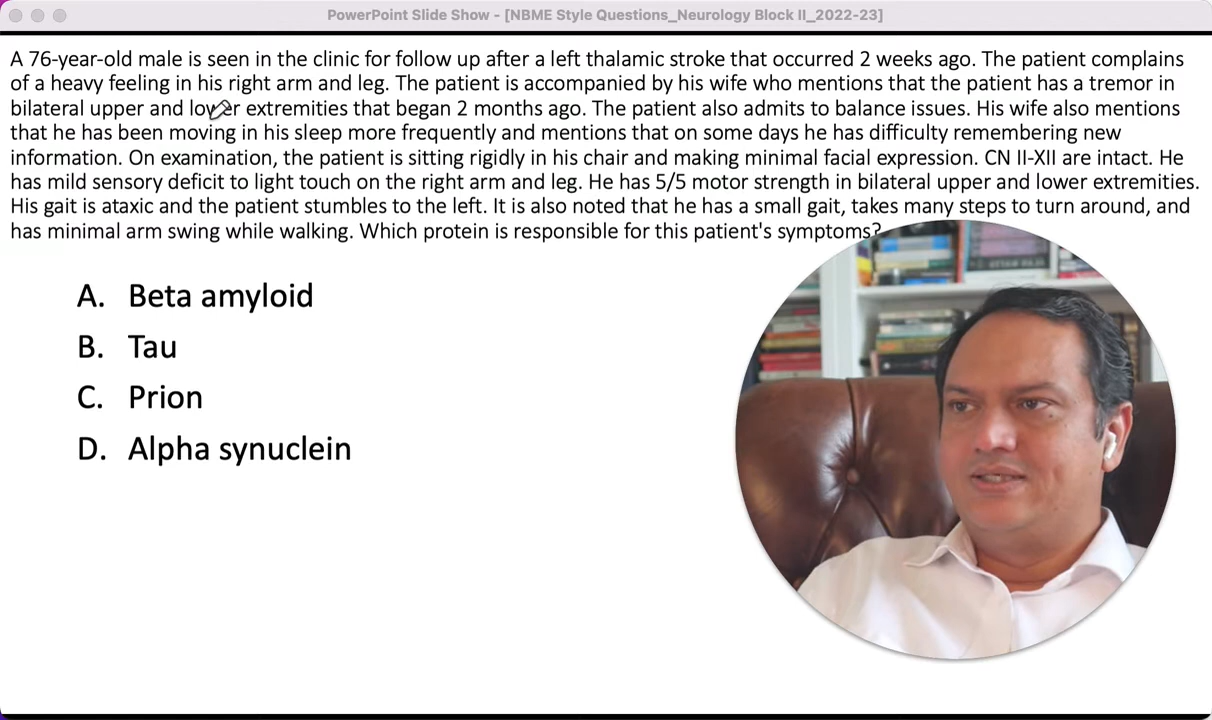 PowerPoint Slide Show - [NBME Style Questions_Neurology Block II_2022-23]
A 76-year-old male is seen in the clinic for follow up after a left thalamic stroke that occurred 2 weeks ago. The patient complains
of a heavy feeling in his right arm and leg. The patient is accompanied by his wife who mentions that the patient has a tremor in
bilateral upper and lower extremities that began 2 months ago. The patient also admits to balance issues. His wife also mentions
that he has been moving in his sleep more frequently and mentions that on some days he has difficulty remembering new
information. On examination, the patient is sitting rigidly in his chair and making minimal facial expression. CN II-XII are intact. He
has mild sensory deficit to light touch on the right arm and leg. He has 5/5 motor strength in bilateral upper and lower extremities.
His gait is ataxic and the patient stumbles to the left. It is also noted that he has a small gait, takes many steps to turn around, and
has minimal arm swing while walking. Which protein is responsible for this patient's symptoms?
A. Beta amyloid
B. Tau
C. Prion
D. Alpha synuclein